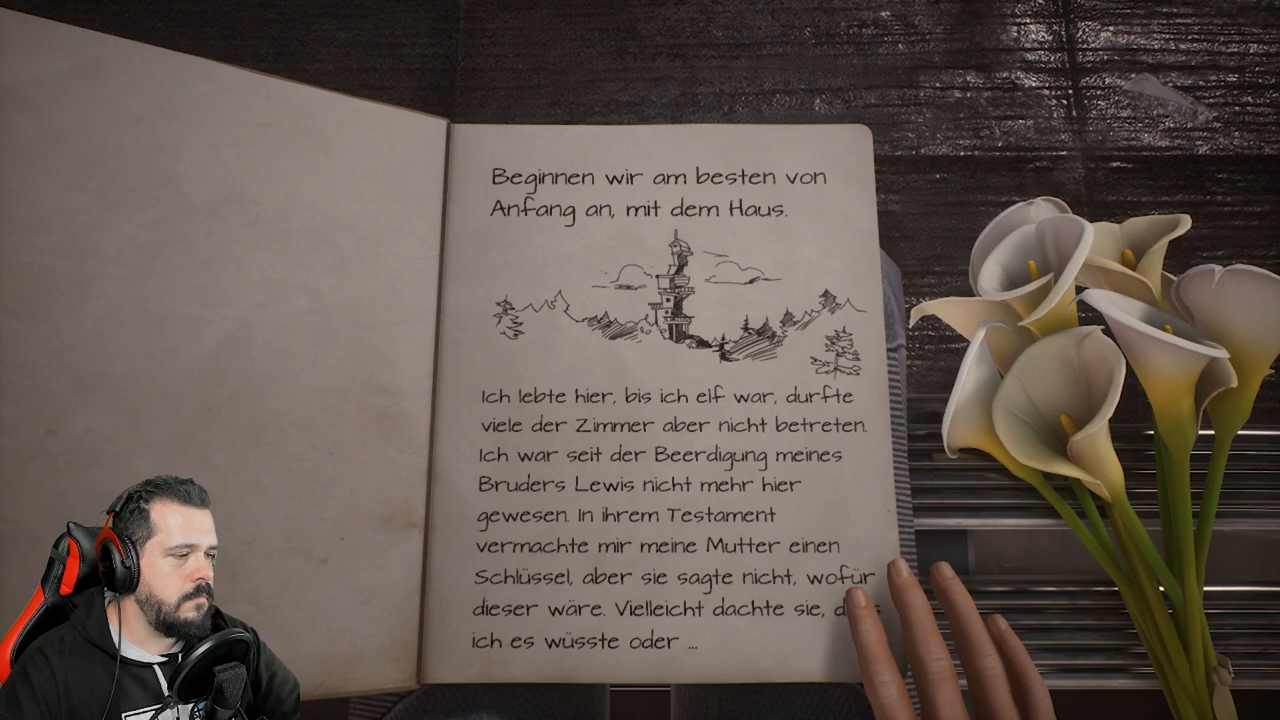 Beginnen wir am besten von
Anfang an, mit dem Haus.
Ich lebte hier, bis ich elf war, durfte
viele der Zimmer aber nicht betreten.
Ich war seit der Beerdigung meines
Bruders Lewis nicht mehr hier
gewesen. In ihrem Testament
vermachte mir meine Mutter einen
Schlüssel, aber sie sagte nicht, wofür
dieser wäre. Vielleicht dachte sie,
ich es wüsste oder ...